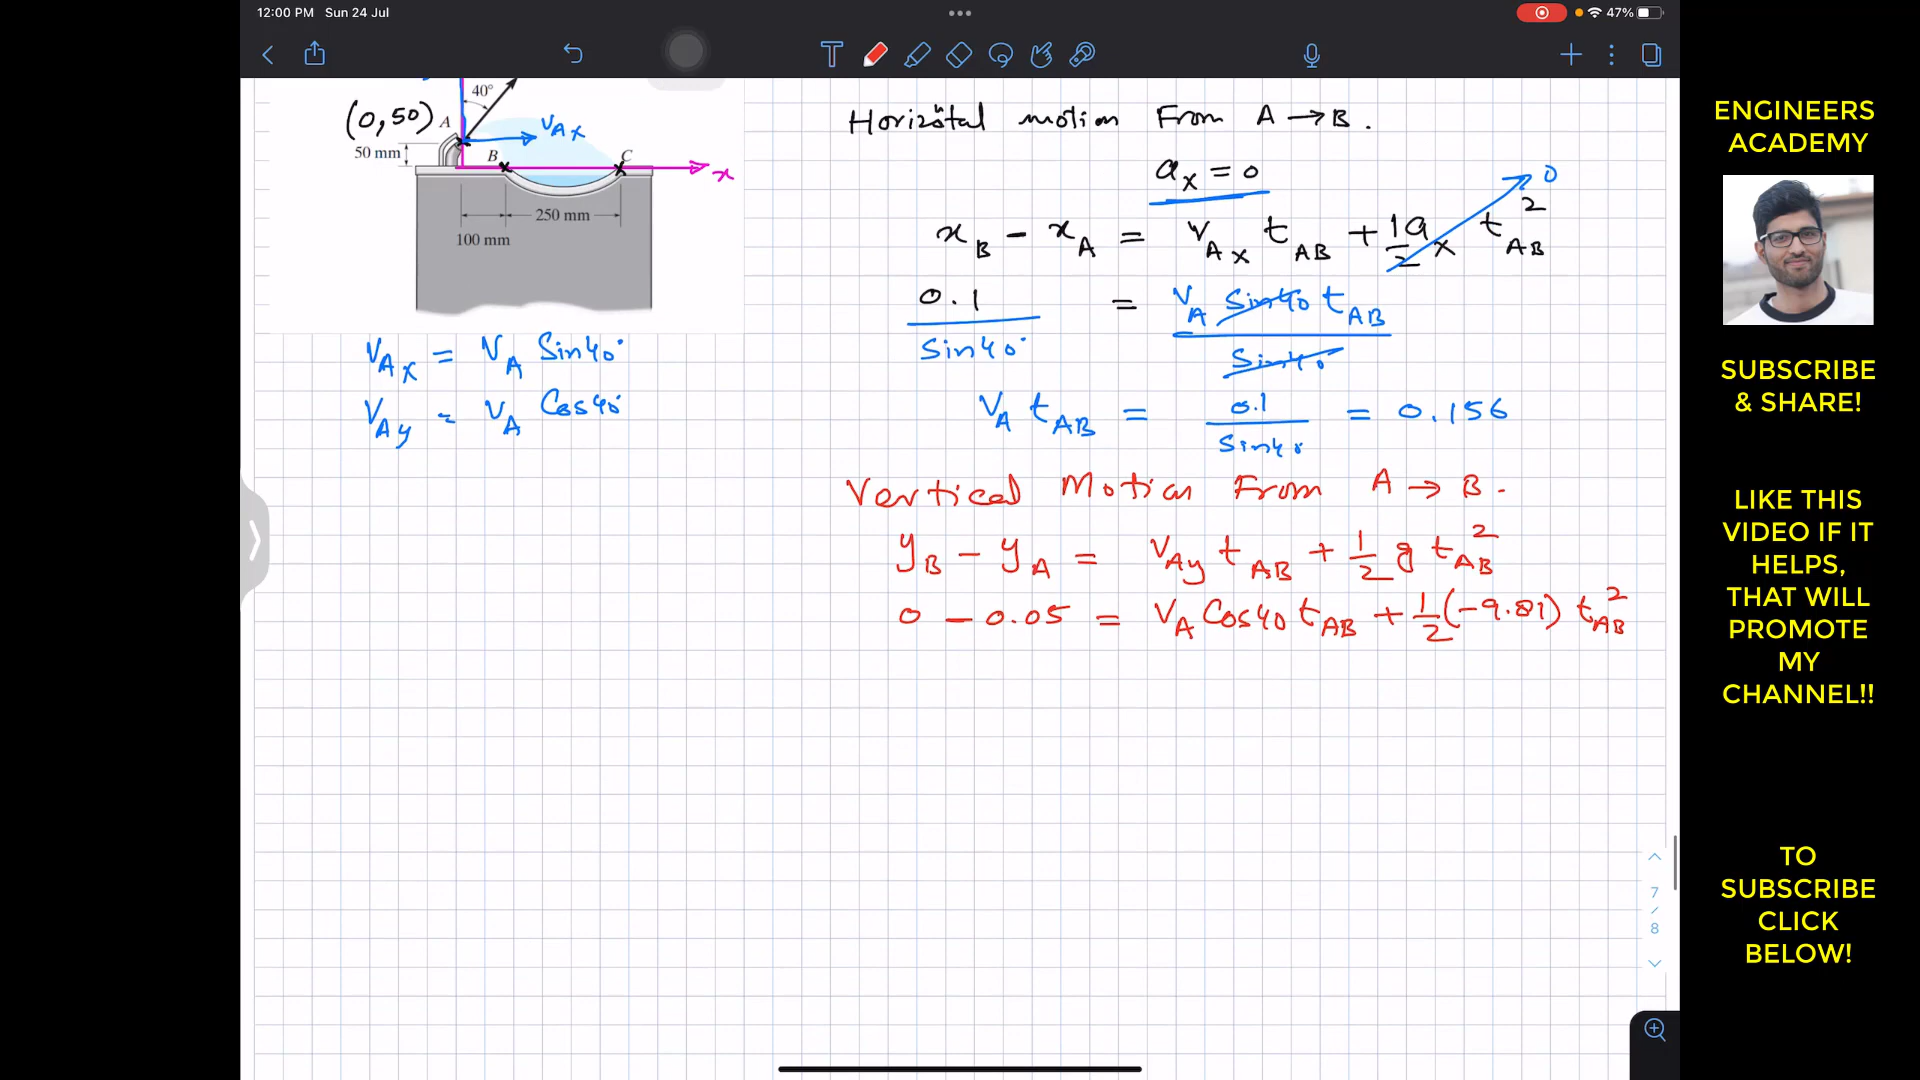 12:00 PM Sun 24 Jul
47%
40°
(0,50) A
vAx
50 mm
B
C
x
250 mm
100 mm
VAx = VA Sin40°
VAy = VA Cos40
Horizontal motion From A → B.
ax = 0
0
xB - xA = VAx tAB + 1/2 ax tAB²
0.1 / Sin40° = VA Sin40 tAB / Sin40
VA tAB = 0.1 / Sin40 = 0.156
Vertical Motion From A → B.
yB - yA = VAy tAB + 1/2 g tAB²
0 - 0.05 = VA Cos40 tAB + 1/2 (-9.81) tAB²
7
/
8
T
ENGINEERS
ACADEMY
SUBSCRIBE
& SHARE!
LIKE THIS
VIDEO IF IT
HELPS,
THAT WILL
PROMOTE
MY
CHANNEL!!
TO
SUBSCRIBE
CLICK
BELOW!